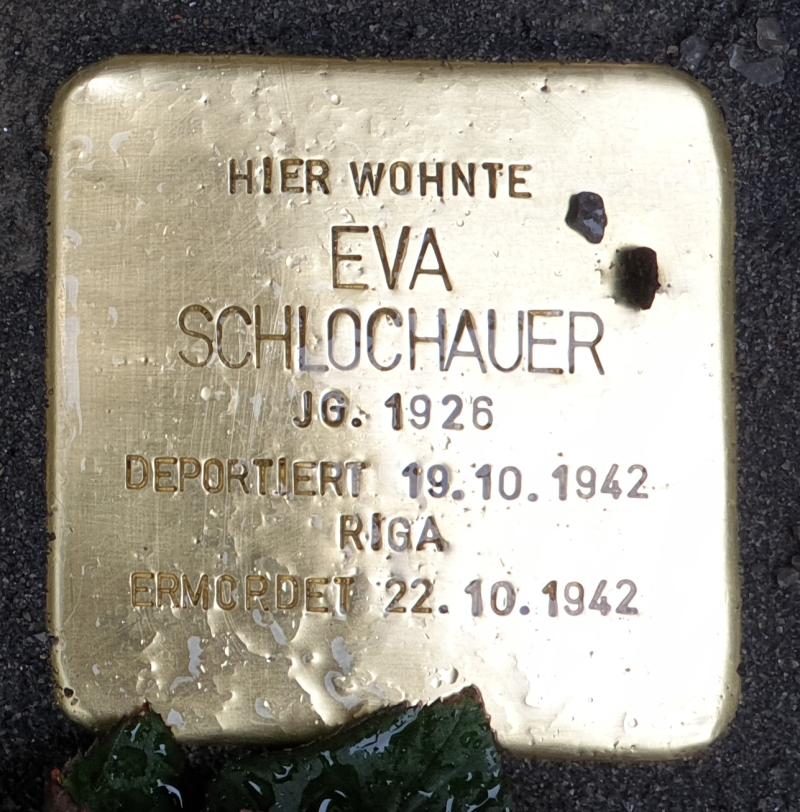 HIER WOHNTE
EVA
SCHLOCHAUER
JG. 1926
DEPORTIERT 19.10.1942
RIGA
ERMORDET 22.10.1942